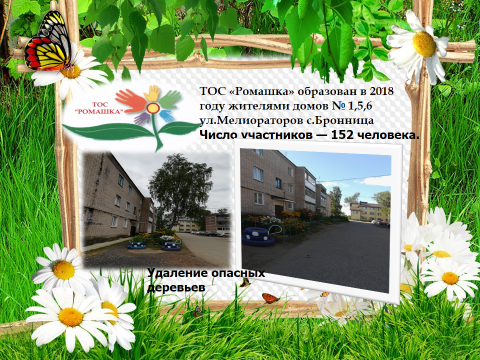 ТОС «Ромашка» образован в 2018
году жителями домов № 1,5,6
ул.Мелиораторов с.Бронница
Число участников — 152 человека.
ТОС
"РОМАШКА"
Удаление опасных
деревьев